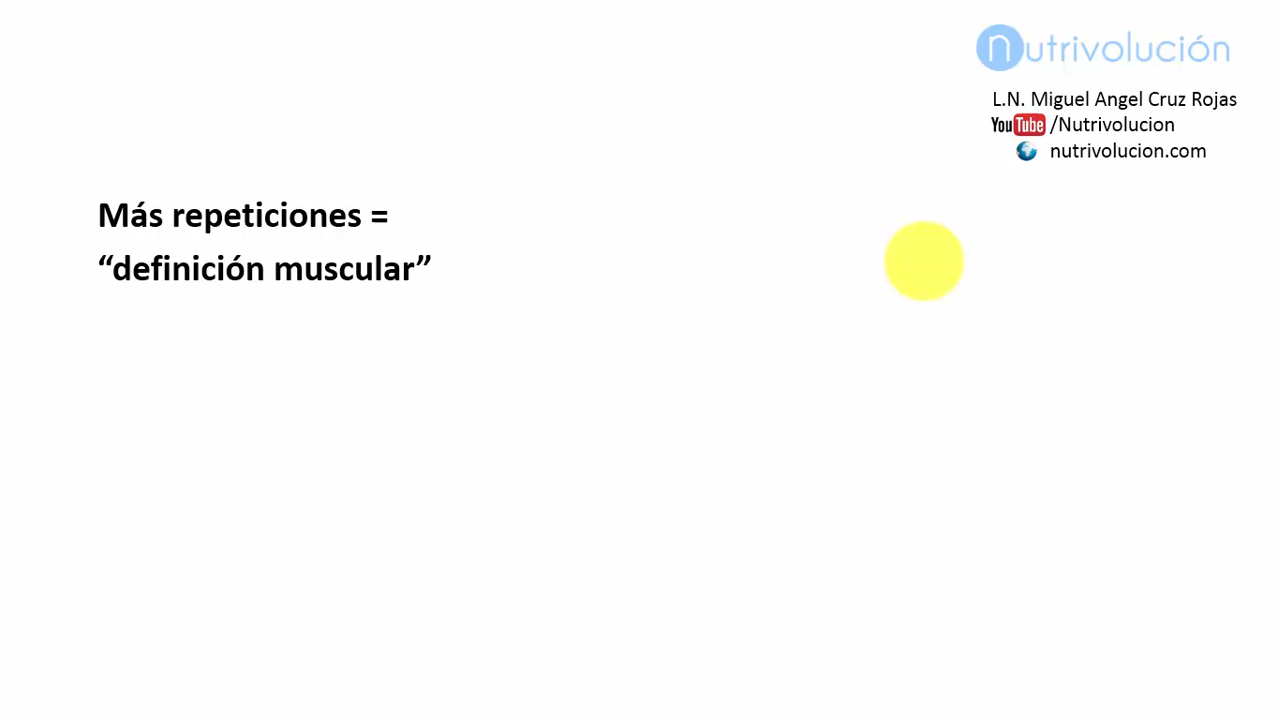 nutrivolución
L.N. Miguel Angel Cruz Rojas
YouTube /Nutrivolucion
nutrivolucion.com
Más repeticiones =
“definición muscular”